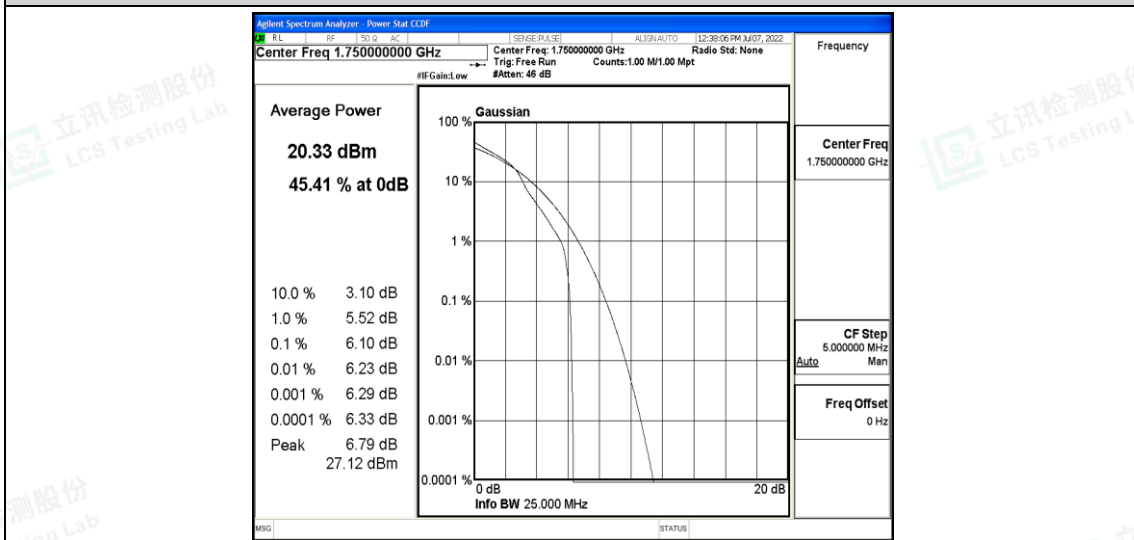 Agilent Spectrum Analyzer - Power Stat CCDF
RL RF 50 Ω AC SENSE:PULSE ALIGN AUTO 12:38:06 PM Jul 07, 2022
Center Freq 1.750000000 GHz
Center Freq: 1.750000000 GHz Radio Std: None
Trig: Free Run Counts:1.00 M/1.00 Mpt
#IFGain:Low #Atten: 46 dB
Frequency
Average Power
20.33 dBm
45.41 % at 0dB
10.0 % 3.10 dB
1.0 % 5.52 dB
0.1 % 6.10 dB
0.01 % 6.23 dB
0.001 % 6.29 dB
0.0001 % 6.33 dB
Peak 6.79 dB
27.12 dBm
Gaussian
100 %
10 %
1 %
0.1 %
0.01 %
0.001 %
0.0001 %
0 dB 20 dB
Info BW 25.000 MHz
Center Freq
1.750000000 GHz
CF Step
5.000000 MHz
Auto Man
Freq Offset
0 Hz
MSG STATUS
立讯检测股份
LCS Testing Lab
立讯检测股份
LCS Testing L
测股份
ing Lab